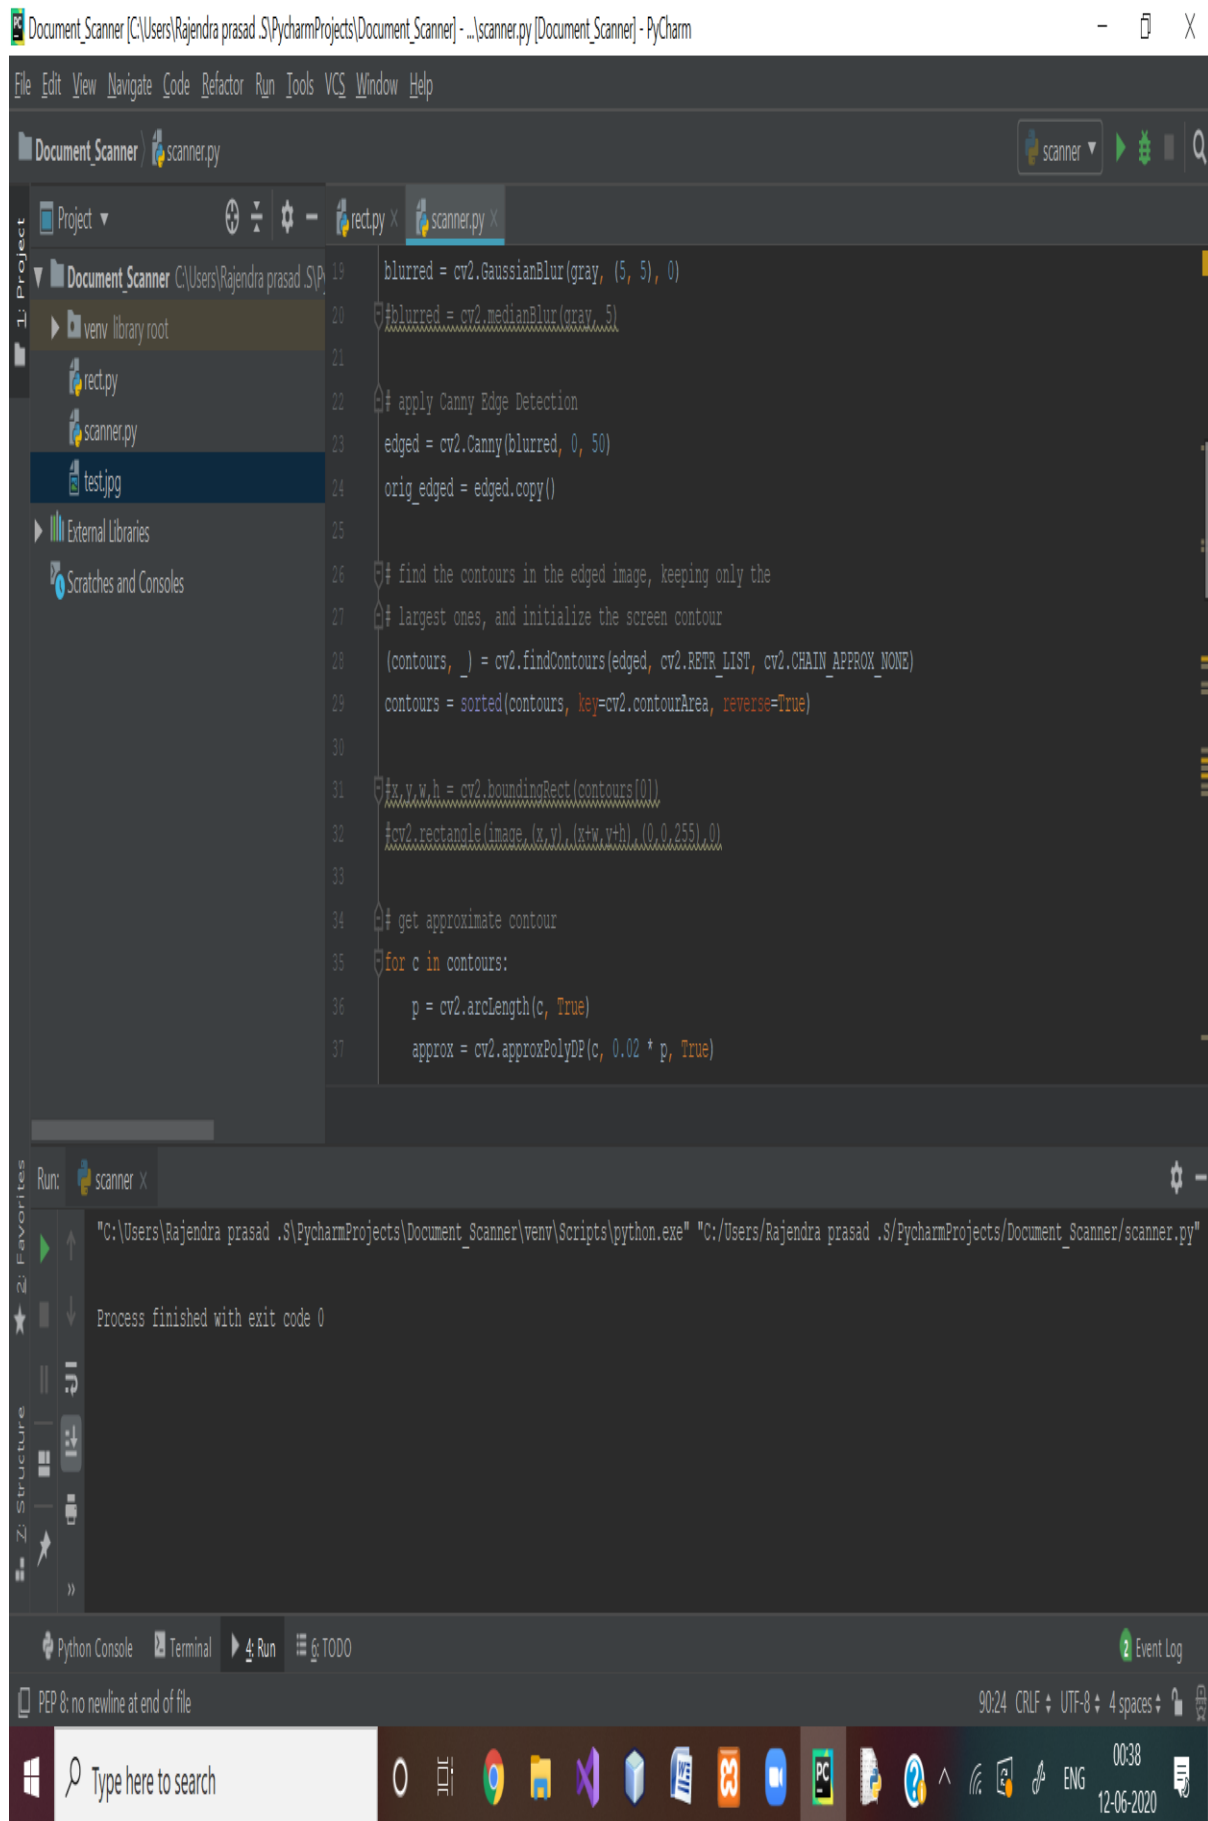 PC Document_Scanner [C:\Users\Rajendra prasad .S\PycharmProjects\Document_Scanner] - ...\scanner.py [Document_Scanner] - PyCharm
File Edit View Navigate Code Refactor Run Tools VCS Window Help
Document_Scanner scanner.py scanner
1: Project
Project rect.py scanner.py
Document_Scanner C:\Users\Rajendra prasad .S\Py
venv library root
rect.py
scanner.py
test.jpg
External Libraries
Scratches and Consoles
19 blurred = cv2.GaussianBlur(gray, (5, 5), 0)
20 #blurred = cv2.medianBlur(gray, 5)
21
22 # apply Canny Edge Detection
23 edged = cv2.Canny(blurred, 0, 50)
24 orig_edged = edged.copy()
25
26 # find the contours in the edged image, keeping only the
27 # largest ones, and initialize the screen contour
28 (contours, _) = cv2.findContours(edged, cv2.RETR_LIST, cv2.CHAIN_APPROX_NONE)
29 contours = sorted(contours, key=cv2.contourArea, reverse=True)
30
31 #x,y,w,h = cv2.boundingRect(contours[0])
32 #cv2.rectangle(image,(x,y),(x+w,y+h),(0,0,255),0)
33
34 # get approximate contour
35 for c in contours:
36 p = cv2.arcLength(c, True)
37 approx = cv2.approxPolyDP(c, 0.02 * p, True)
Run: scanner
"C:\Users\Rajendra prasad .S\PycharmProjects\Document_Scanner\venv\Scripts\python.exe" "C:/Users/Rajendra prasad .S/PycharmProjects/Document_Scanner/scanner.py"
Process finished with exit code 0
2: Favorites
Z: Structure
Python Console Terminal 4: Run 6: TODO 2 Event Log
PEP 8: no newline at end of file 90:24 CRLF UTF-8 4 spaces
Type here to search PC ENG 00:38
12-06-2020